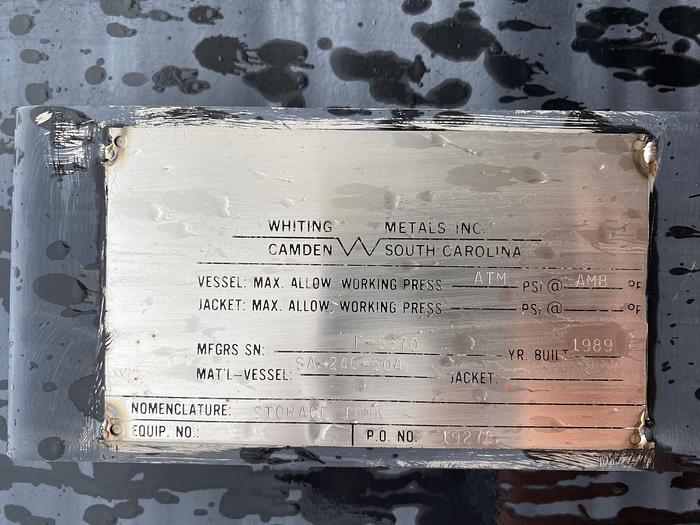 WHITING METALS INC.
CAMDEN W SOUTH CAROLINA
VESSEL: MAX. ALLOW. WORKING PRESS ATM PSI @ AMB °F
JACKET: MAX. ALLOW. WORKING PRESS PSI @ °F
MFGRS SN: YR. BUILT 1989
MAT'L-VESSEL: SA-240-304 JACKET:
NOMENCLATURE: STORAGE TANK
EQUIP. NO.: P.O. NO.